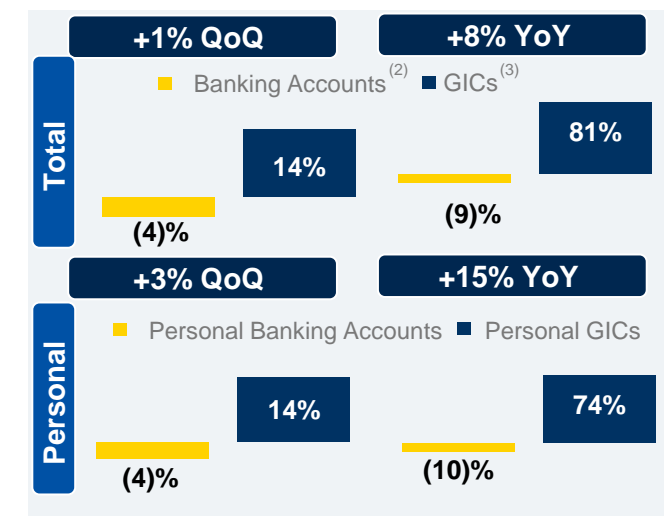 +1% QoQ +8% YoY
Total
Banking Accounts(2) GICs(3)
14% 81%
(4)% (9)%
+3% QoQ +15% YoY
Personal
Personal Banking Accounts Personal GICs
14% 74%
(4)% (10)%